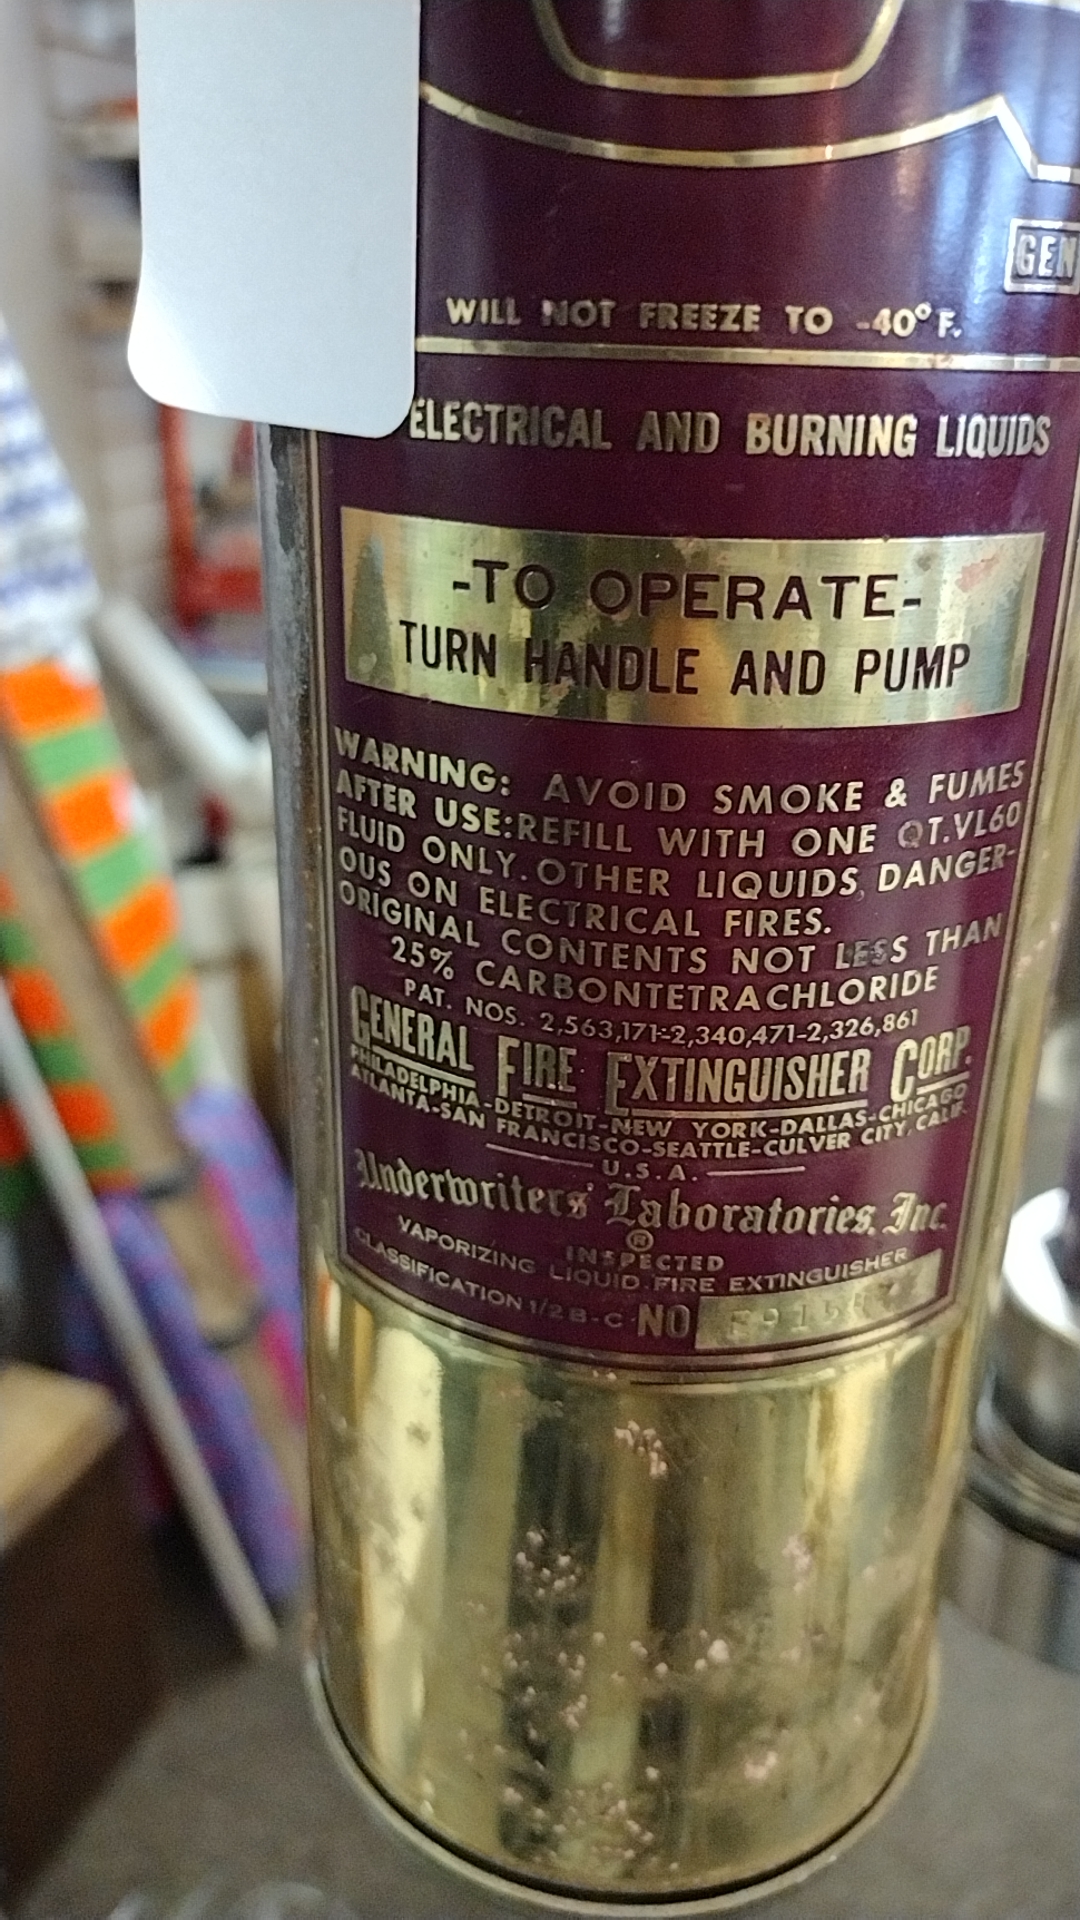 GEN
WILL NOT FREEZE TO -40° F.
ELECTRICAL AND BURNING LIQUIDS
-TO OPERATE-
TURN HANDLE AND PUMP
WARNING: AVOID SMOKE & FUMES
AFTER USE:REFILL WITH ONE QT.VL60
FLUID ONLY. OTHER LIQUIDS DANGER-
OUS ON ELECTRICAL FIRES.
ORIGINAL CONTENTS NOT LESS THAN
25% CARBONTETRACHLORIDE
PAT. NOS. 2,563,171-2,340,471-2,326,861
GENERAL FIRE EXTINGUISHER CORP.
PHILADELPHIA-DETROIT-NEW YORK-DALLAS-CHICAGO
ATLANTA-SAN FRANCISCO-SEATTLE-CULVER CITY, CALIF.
U.S.A.
Underwriters' Laboratories, Inc.
®
INSPECTED
VAPORIZING LIQUID FIRE EXTINGUISHER
CLASSIFICATION 1/2 B-C NO